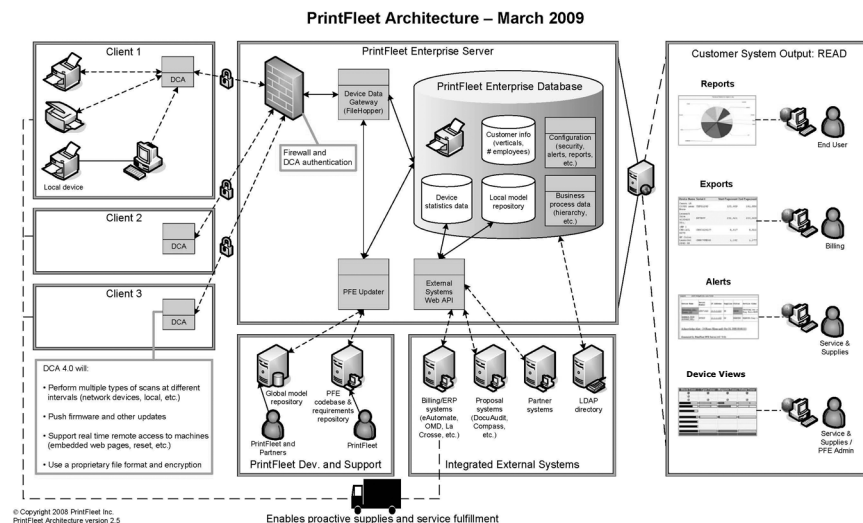 PrintFleet Architecture – March 2009
Client 1
DCA
Local device
Client 2
DCA
Client 3
DCA
DCA 4.0 will:
• Perform multiple types of scans at different
intervals (network devices, local, etc.)
• Push firmware and other updates
• Support real time remote access to machines
(embedded web pages, reset, etc.)
• Use a proprietary file format and encryption
PrintFleet Enterprise Server
Firewall and
DCA authentication
Device Data
Gateway
(FileHopper)
PrintFleet Enterprise Database
Customer info
(verticals,
# employees)
Configuration
(security,
alerts, reports,
etc.)
Device
statistics data
Local model
repository
Business
process data
(hierarchy,
etc.)
PFE Updater
External
Systems
Web API
Global model
repository
PFE
codebase &
requirements
repository
PrintFleet and
Partners
PrintFleet
PrintFleet Dev. and Support
Billing/ERP
systems
(eAutomate,
OMD, La
Crosse, etc.)
Proposal
systems
(DocuAudit,
Compass,
etc.)
Partner
systems
LDAP
directory
Integrated External Systems
Customer System Output: READ
Reports
End User
Exports
Billing
Alerts
Service &
Supplies
Device Views
Service &
Supplies /
PFE Admin
© Copyright 2008 PrintFleet Inc.
PrintFleet Architecture version 2.5
Enables proactive supplies and service fulfillment